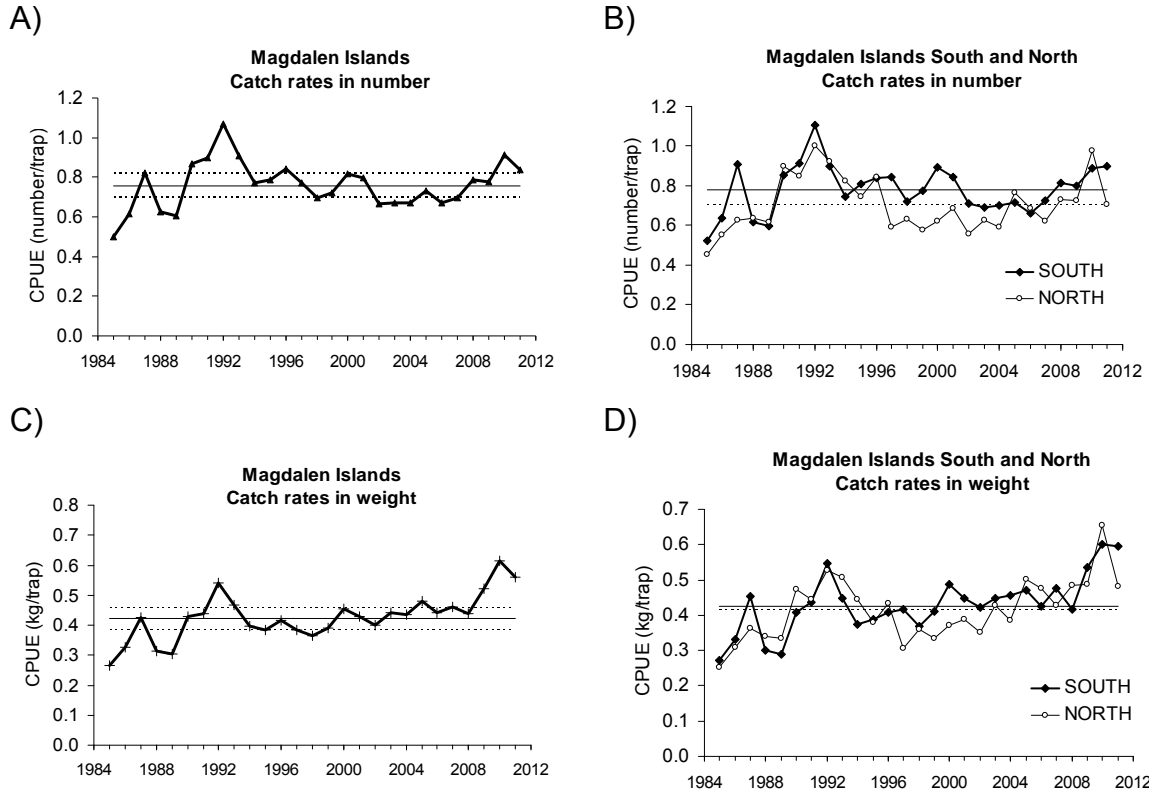 A)
Magdalen Islands
Catch rates in number
CPUE (number/trap)
1.2
1.0
0.8
0.6
0.4
0.2
0.0
1984 1988 1992 1996 2000 2004 2008 2012
B)
Magdalen Islands South and North
Catch rates in number
CPUE (number/trap)
1.2
1.0
0.8
0.6
0.4
0.2
0.0
SOUTH
NORTH
1984 1988 1992 1996 2000 2004 2008 2012
C)
Magdalen Islands
Catch rates in weight
CPUE (kg/trap)
0.8
0.7
0.6
0.5
0.4
0.3
0.2
0.1
0.0
1984 1988 1992 1996 2000 2004 2008 2012
D)
Magdalen Islands South and North
Catch rates in weight
CPUE (kg/trap)
0.7
0.6
0.5
0.4
0.3
0.2
0.1
0.0
SOUTH
NORTH
1984 1988 1992 1996 2000 2004 2008 2012